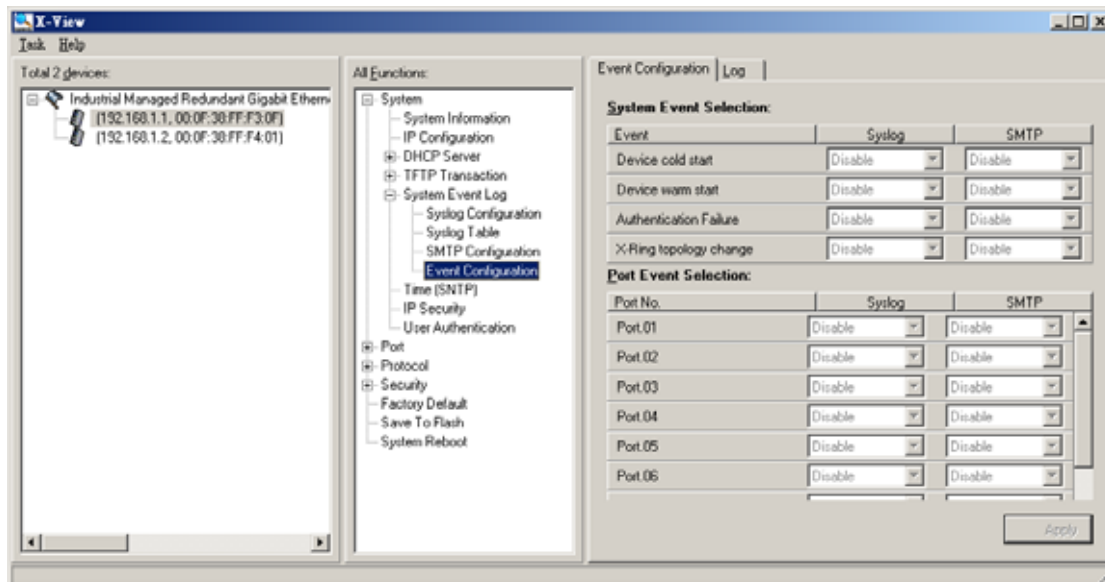 X-View
Task Help
Total 2 devices:
Industrial Managed Redundant Gigabit Ethern
(192.168.1.1, 00:0F:38:FF:F3:0F)
(192.168.1.2, 00:0F:38:FF:F4:01)
All Functions:
System
System Information
IP Configuration
DHCP Server
TFTP Transaction
System Event Log
Syslog Configuration
Syslog Table
SMTP Configuration
Event Configuration
Time (SNTP)
IP Security
User Authentication
Port
Protocol
Security
Factory Default
Save To Flash
System Reboot
Event Configuration Log
System Event Selection:
Event Syslog SMTP
Device cold start Disable Disable
Device warm start Disable Disable
Authentication Failure Disable Disable
X-Ring topology change Disable Disable
Port Event Selection:
Port No. Syslog SMTP
Port.01 Disable Disable
Port.02 Disable Disable
Port.03 Disable Disable
Port.04 Disable Disable
Port.05 Disable Disable
Port.06 Disable Disable
Apply